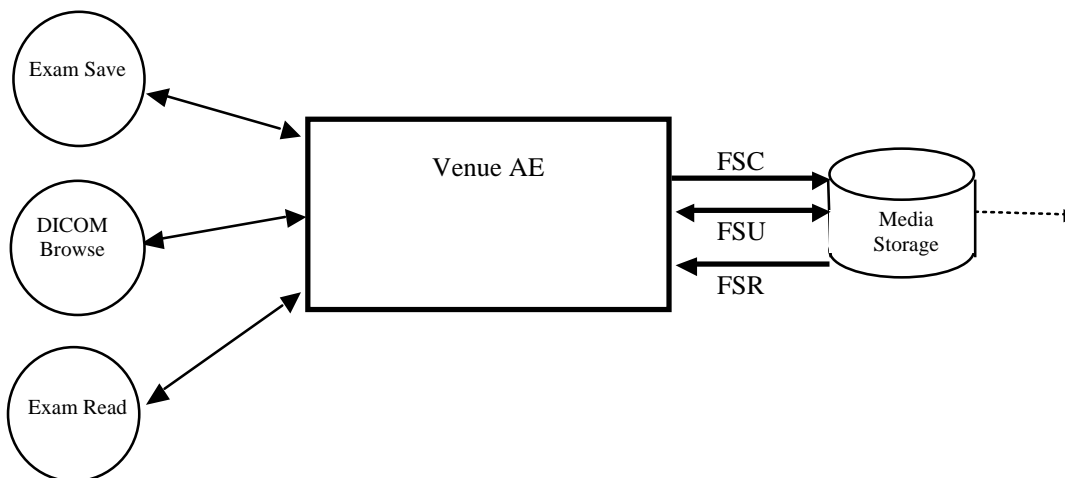 Exam Save
Venue AE
FSC
DICOM
Browse
FSU
Media
Storage
FSR
Exam Read